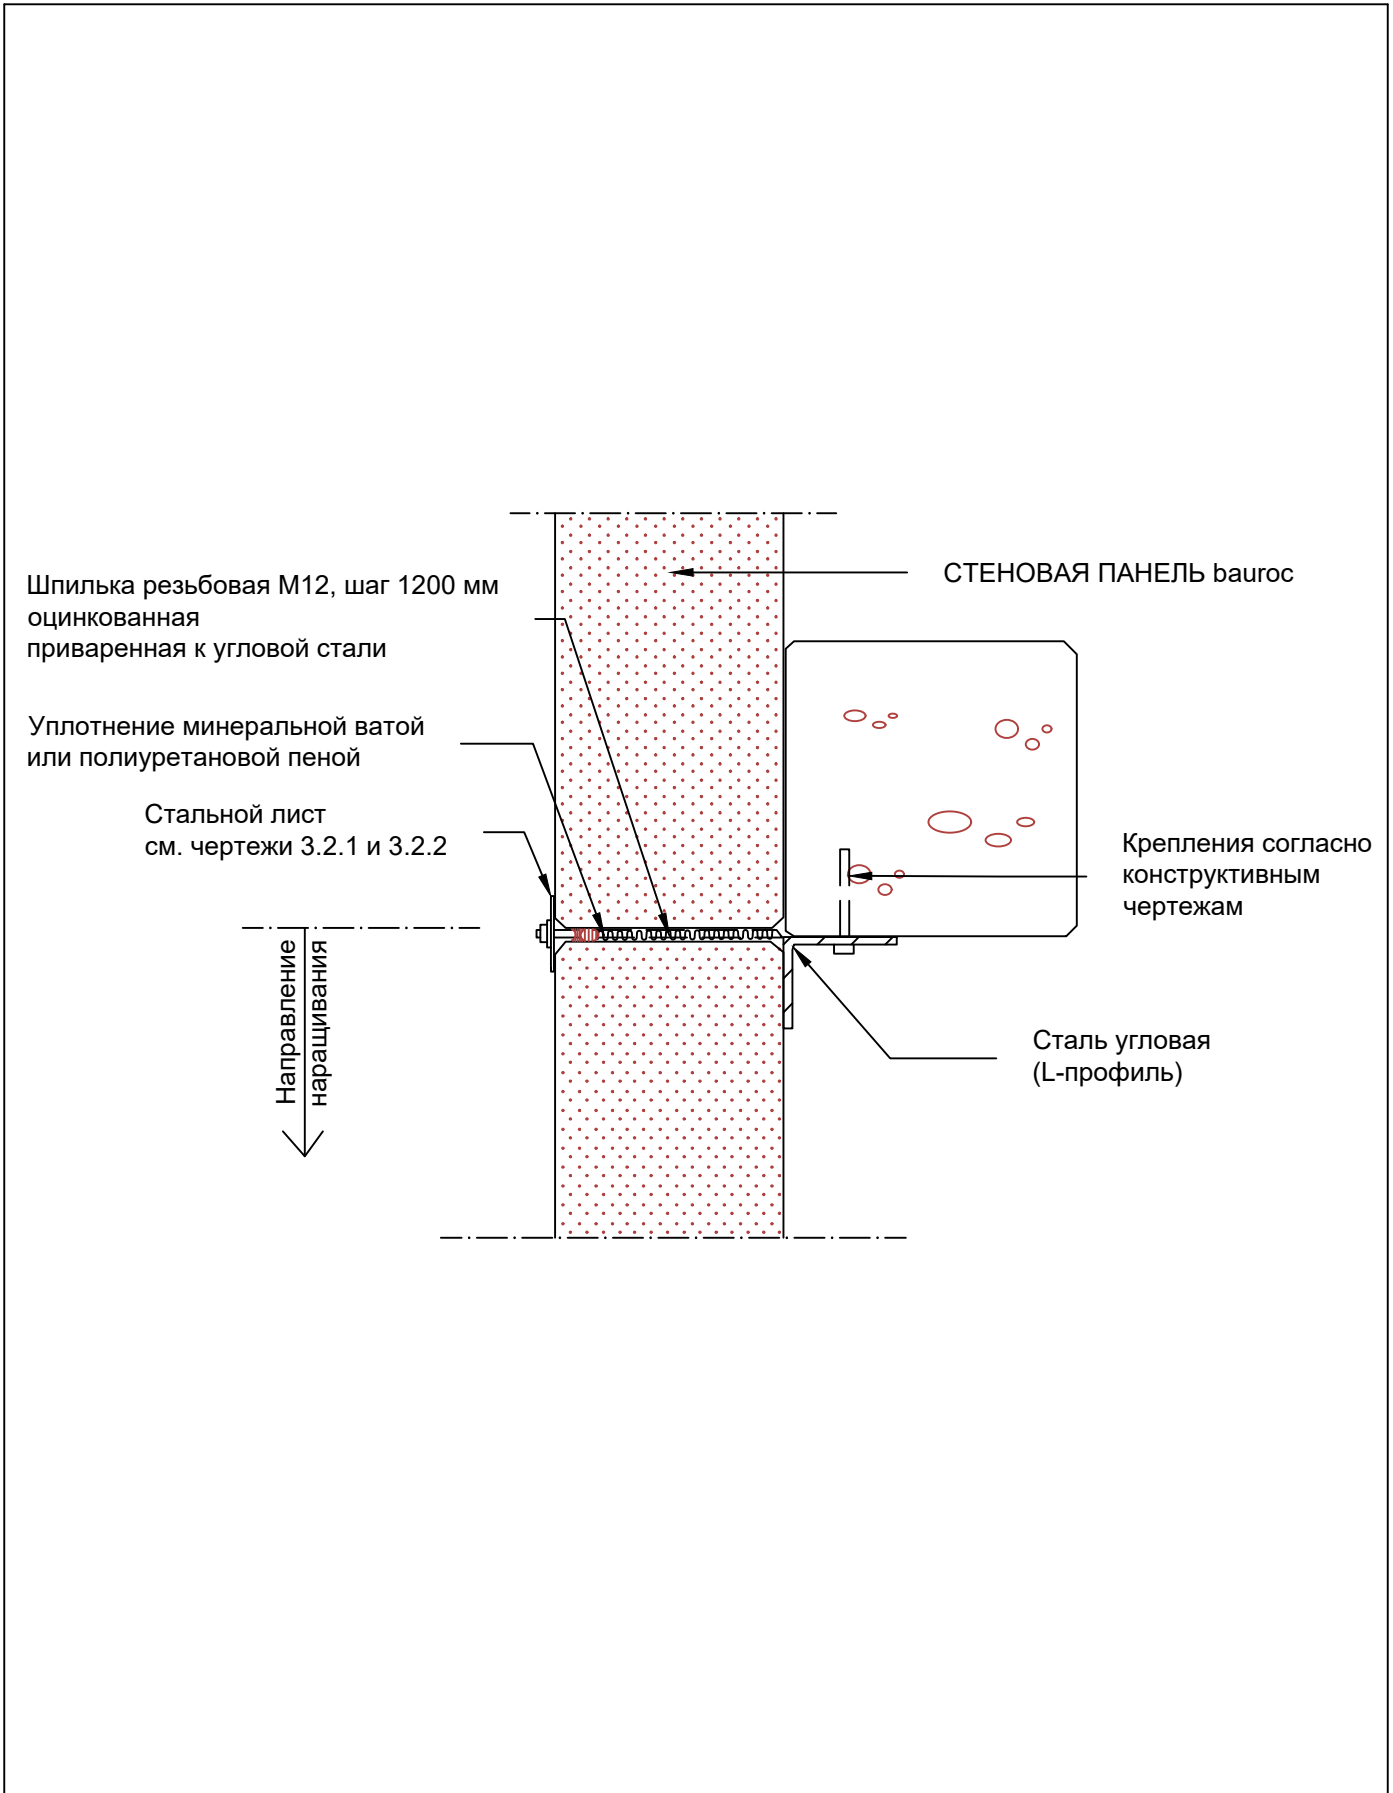 СТЕНОВАЯ ПАНЕЛЬ bauroc
Шпилька резьбовая М12, шаг 1200 мм
оцинкованная
приваренная к угловой стали
Уплотнение минеральной ватой
или полиуретановой пеной
Стальной лист
см. чертежи 3.2.1 и 3.2.2
Крепления согласно
конструктивным
чертежам
Направление
наращивания
Сталь угловая
(L-профиль)